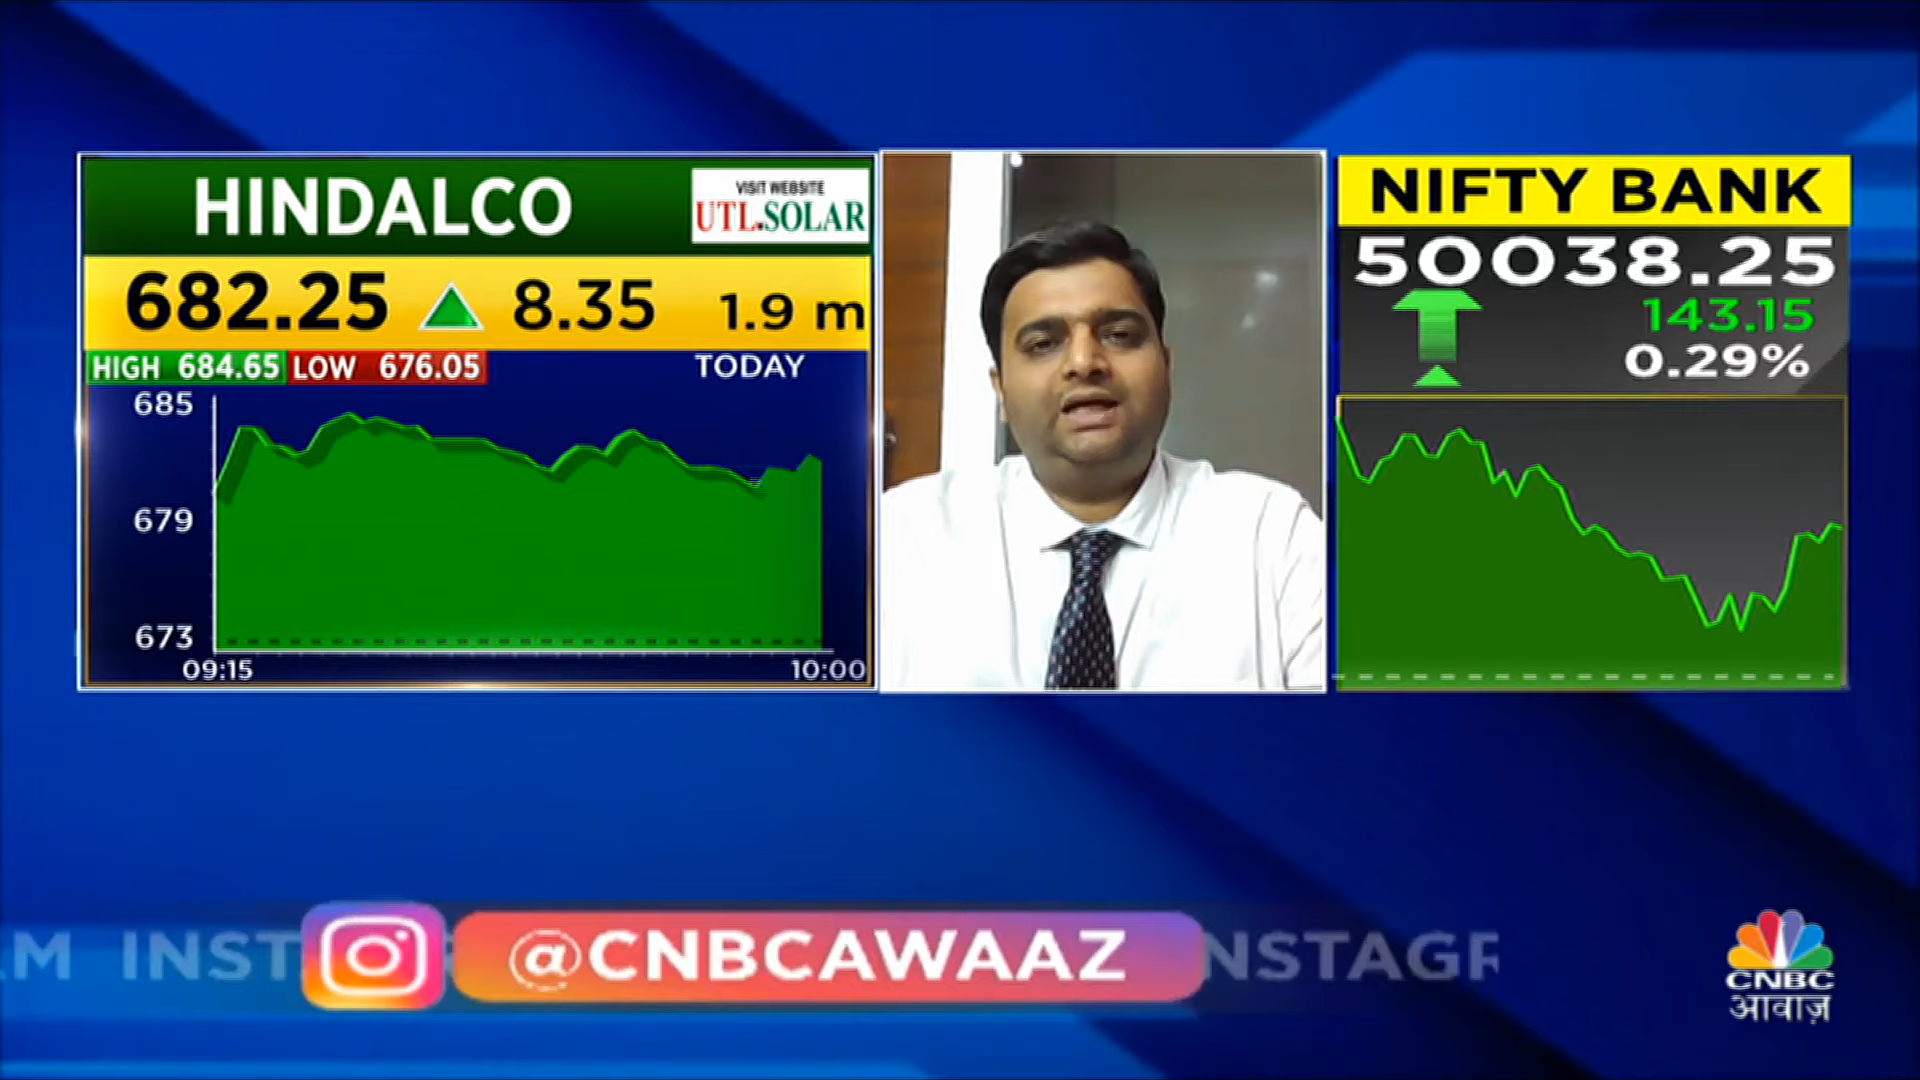 HINDALCO
VISIT WEBSITE
UTL.SOLAR
682.25 8.35 1.9 m
HIGH 684.65 LOW 676.05 TODAY
685
679
673
09:15 10:00
NIFTY BANK
50038.25
143.15
0.29%
M INST @CNBCAWAAZ NSTAGR
CNBC
आवाज़